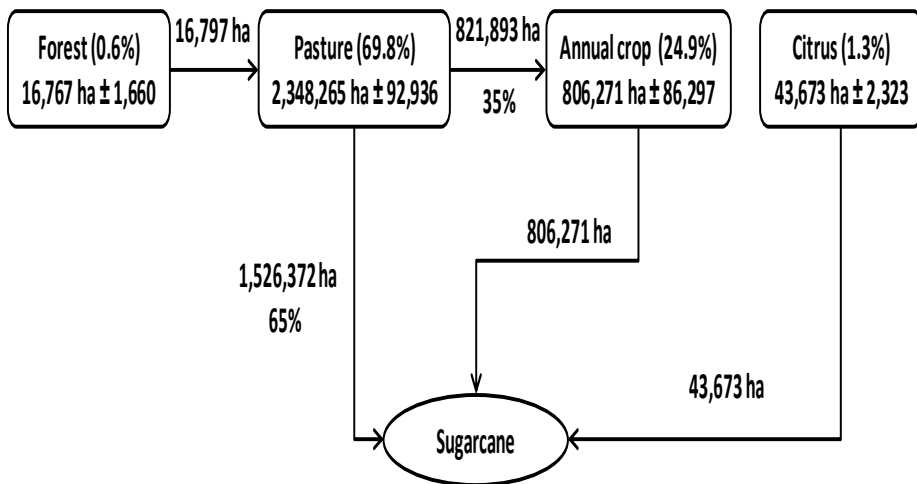 Forest (0.6%)
16,767 ha ± 1,660
16,797 ha
Pasture (69.8%)
2,348,265 ha ± 92,936
821,893 ha
35%
Annual crop (24.9%)
806,271 ha ± 86,297
Citrus (1.3%)
43,673 ha ± 2,323
806,271 ha
1,526,372 ha
65%
43,673 ha
Sugarcane